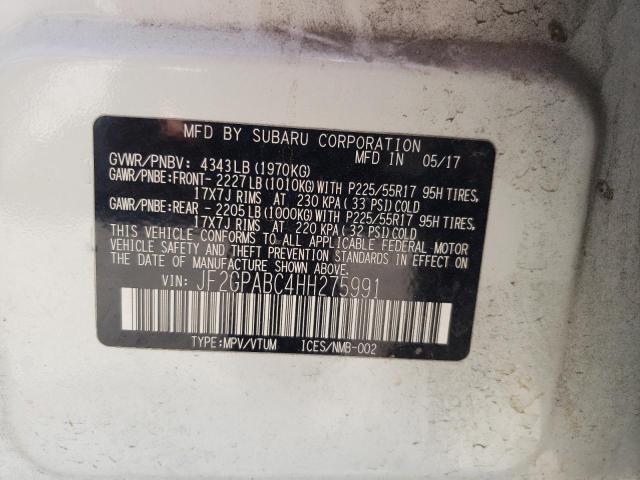 MFD BY SUBARU CORPORATION
GVWR/PNBV: 4343LB(1970KG) MFD IN 05/17
GAWR/PNBE:FRONT- 2227LB(1010KG)WITH P225/55R17 95H TIRES,
17X7J RIMS AT 230 KPA(33 PSI)COLD
GAWR/PNBE:REAR - 2205LB(1000KG)WITH P225/55R17 95H TIRES,
17X7J RIMS AT 220 KPA(32 PSI)COLD
THIS VEHICLE CONFORMS TO ALL APPLICABLE FEDERAL MOTOR
VEHICLE SAFETY AND THEFT PREVENTION STANDARDS IN EFFECT ON
THE DATE OF MANUFACTURE SHOWN ABOVE.
VIN: JF2GPABC4HH275991
TYPE:MPV/VTUM ICES/NMB-002